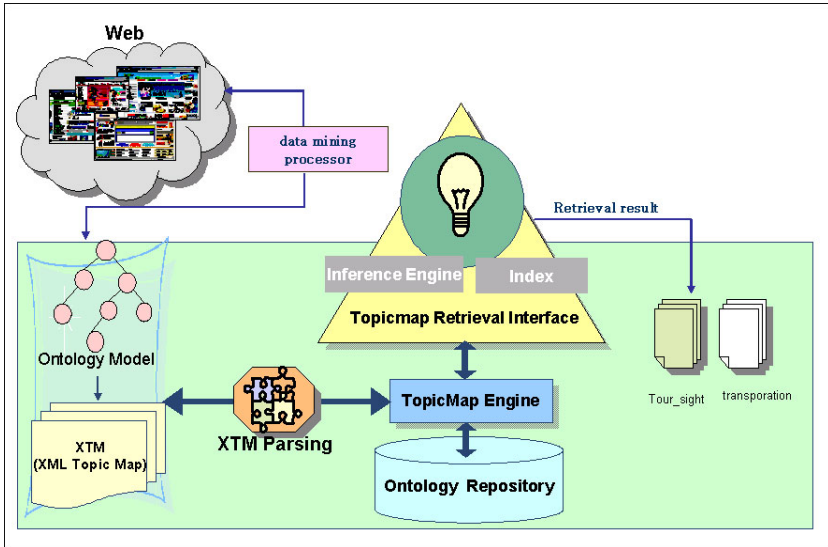 Web
data mining
processor
Retrieval result
Inference Engine
Index
Topicmap Retrieval Interface
Ontology Model
XTM
(XML Topic Map)
XTM Parsing
TopicMap Engine
Ontology Repository
Tour_sight
transporation